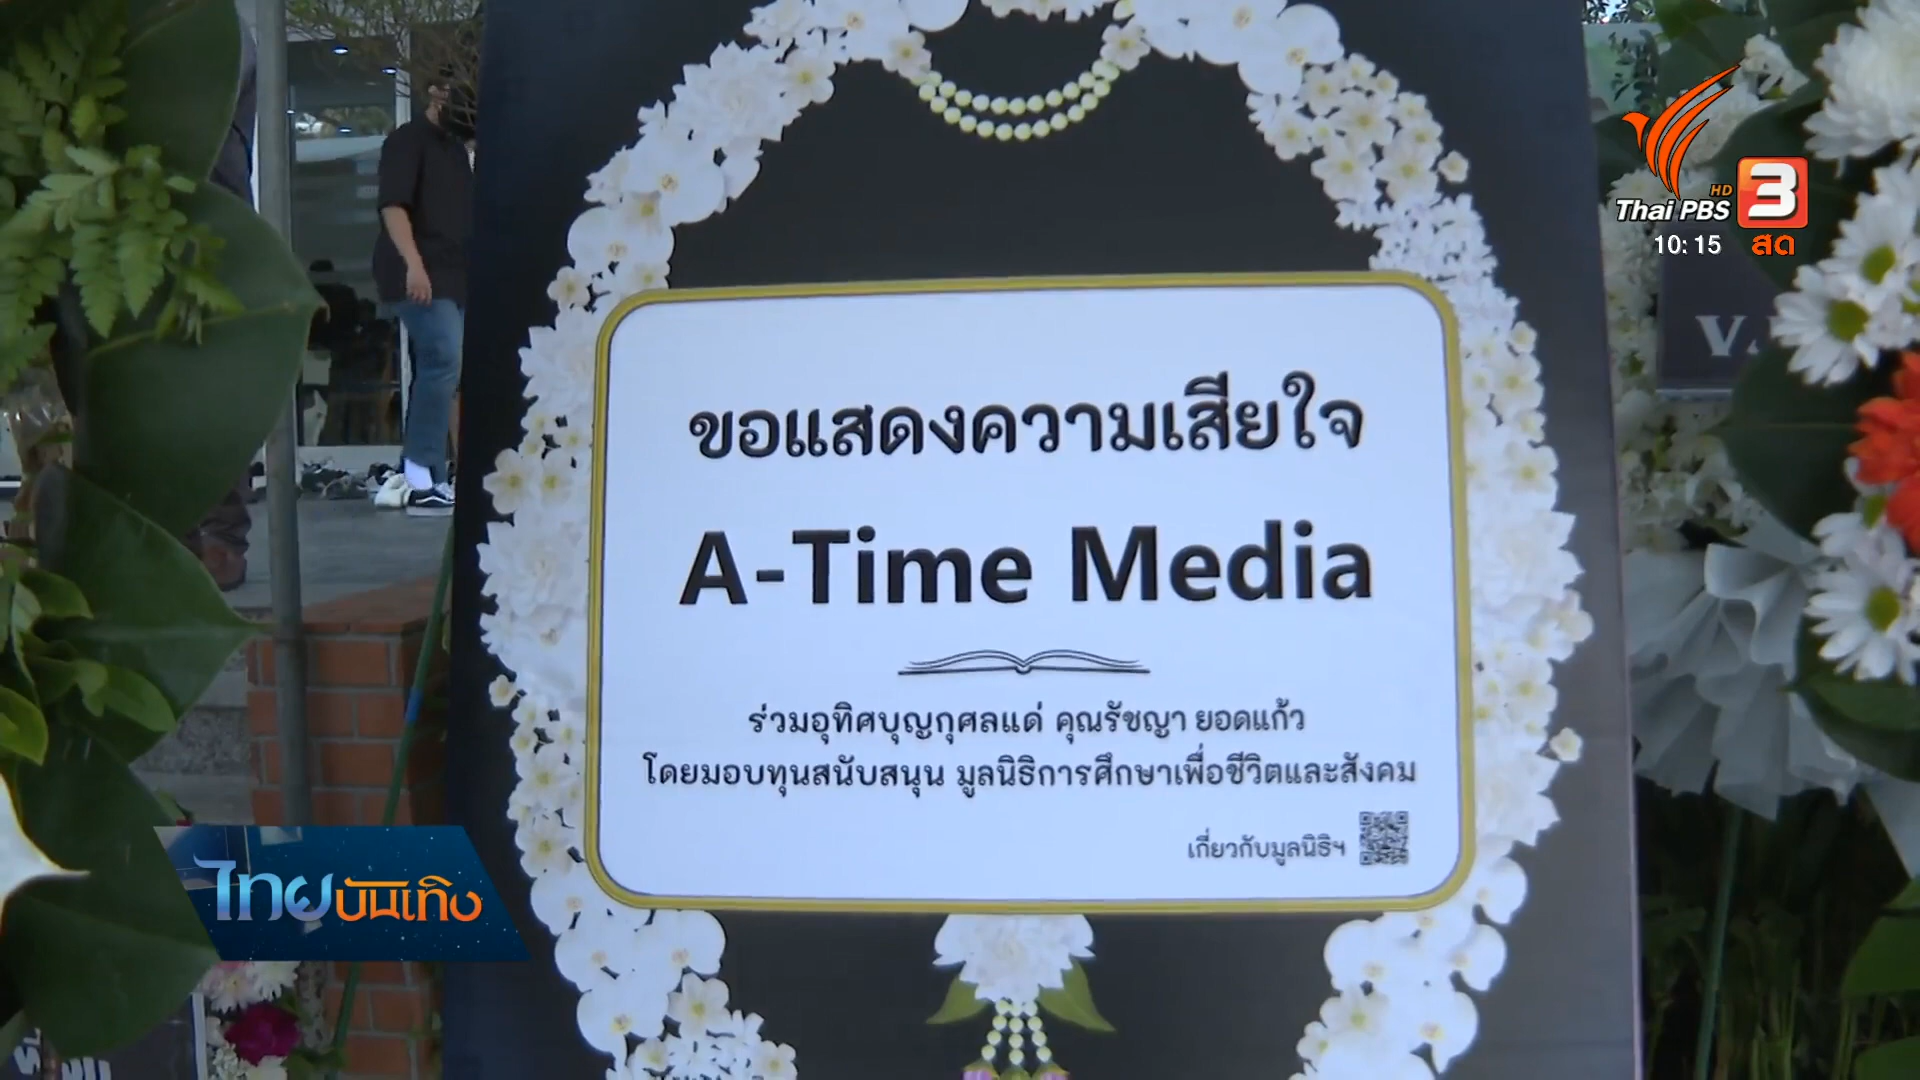 Thai PBS HD 3
10:15 สด
ขอแสดงความเสียใจ
A-Time Media
ร่วมอุทิศบุญกุศลแด่ คุณรัชญา ยอดแก้ว
โดยมอบทุนสนับสนุน มูลนิธิการศึกษาเพื่อชีวิตและสังคม
เกี่ยวกับมูลนิธิฯ
ไทยบันเทิง